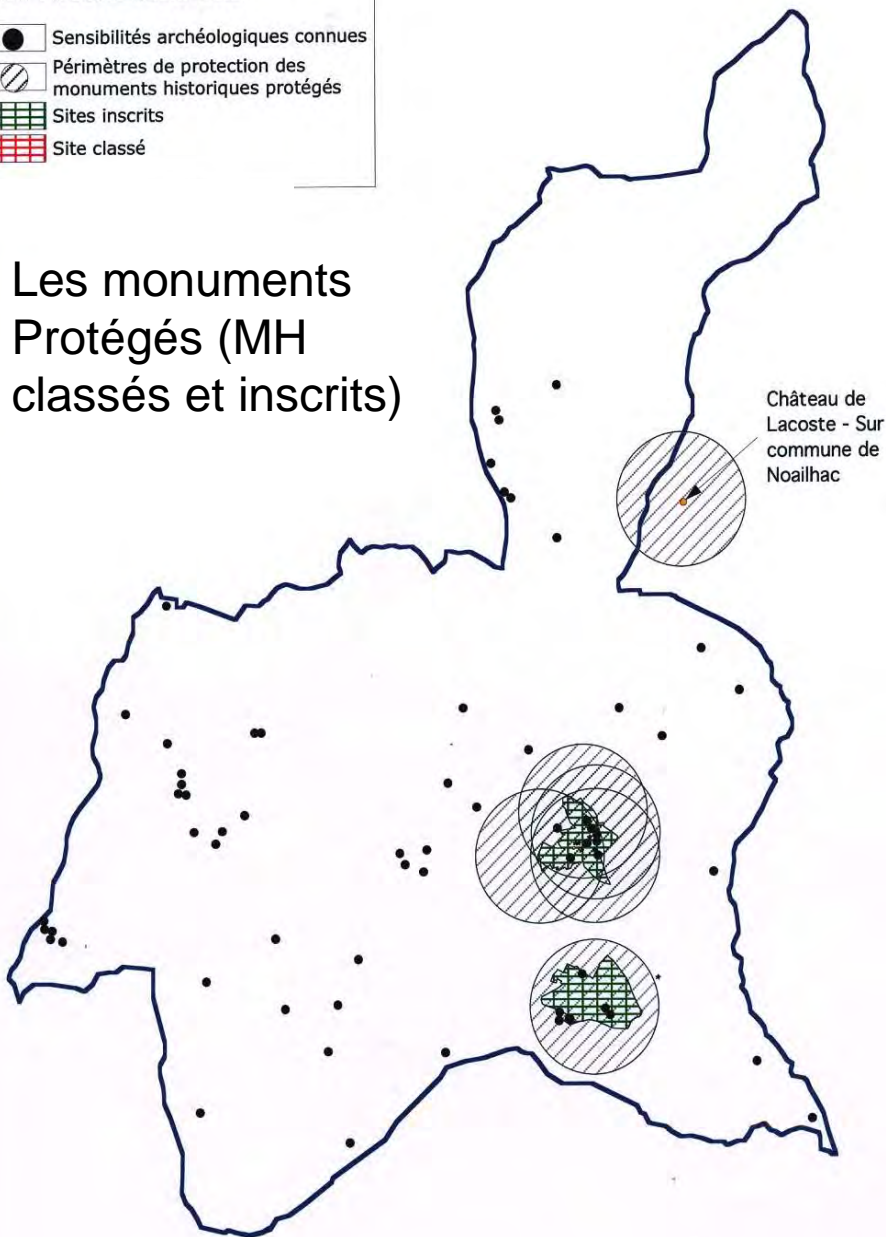 Sensibilités archéologiques connues
Périmètres de protection des
monuments historiques protégés
Sites inscrits
Site classé
Les monuments
Protégés (MH
classés et inscrits)
Château de
Lacoste - Sur
commune de
Noailhac